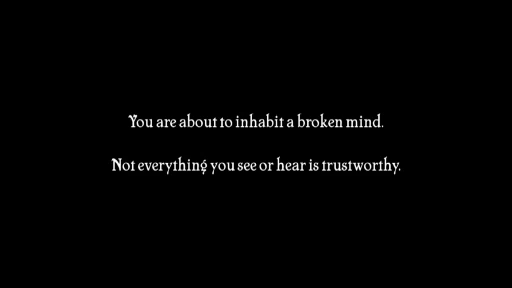 You are about to inhabit a broken mind.
Not everything you see or hear is trustworthy.